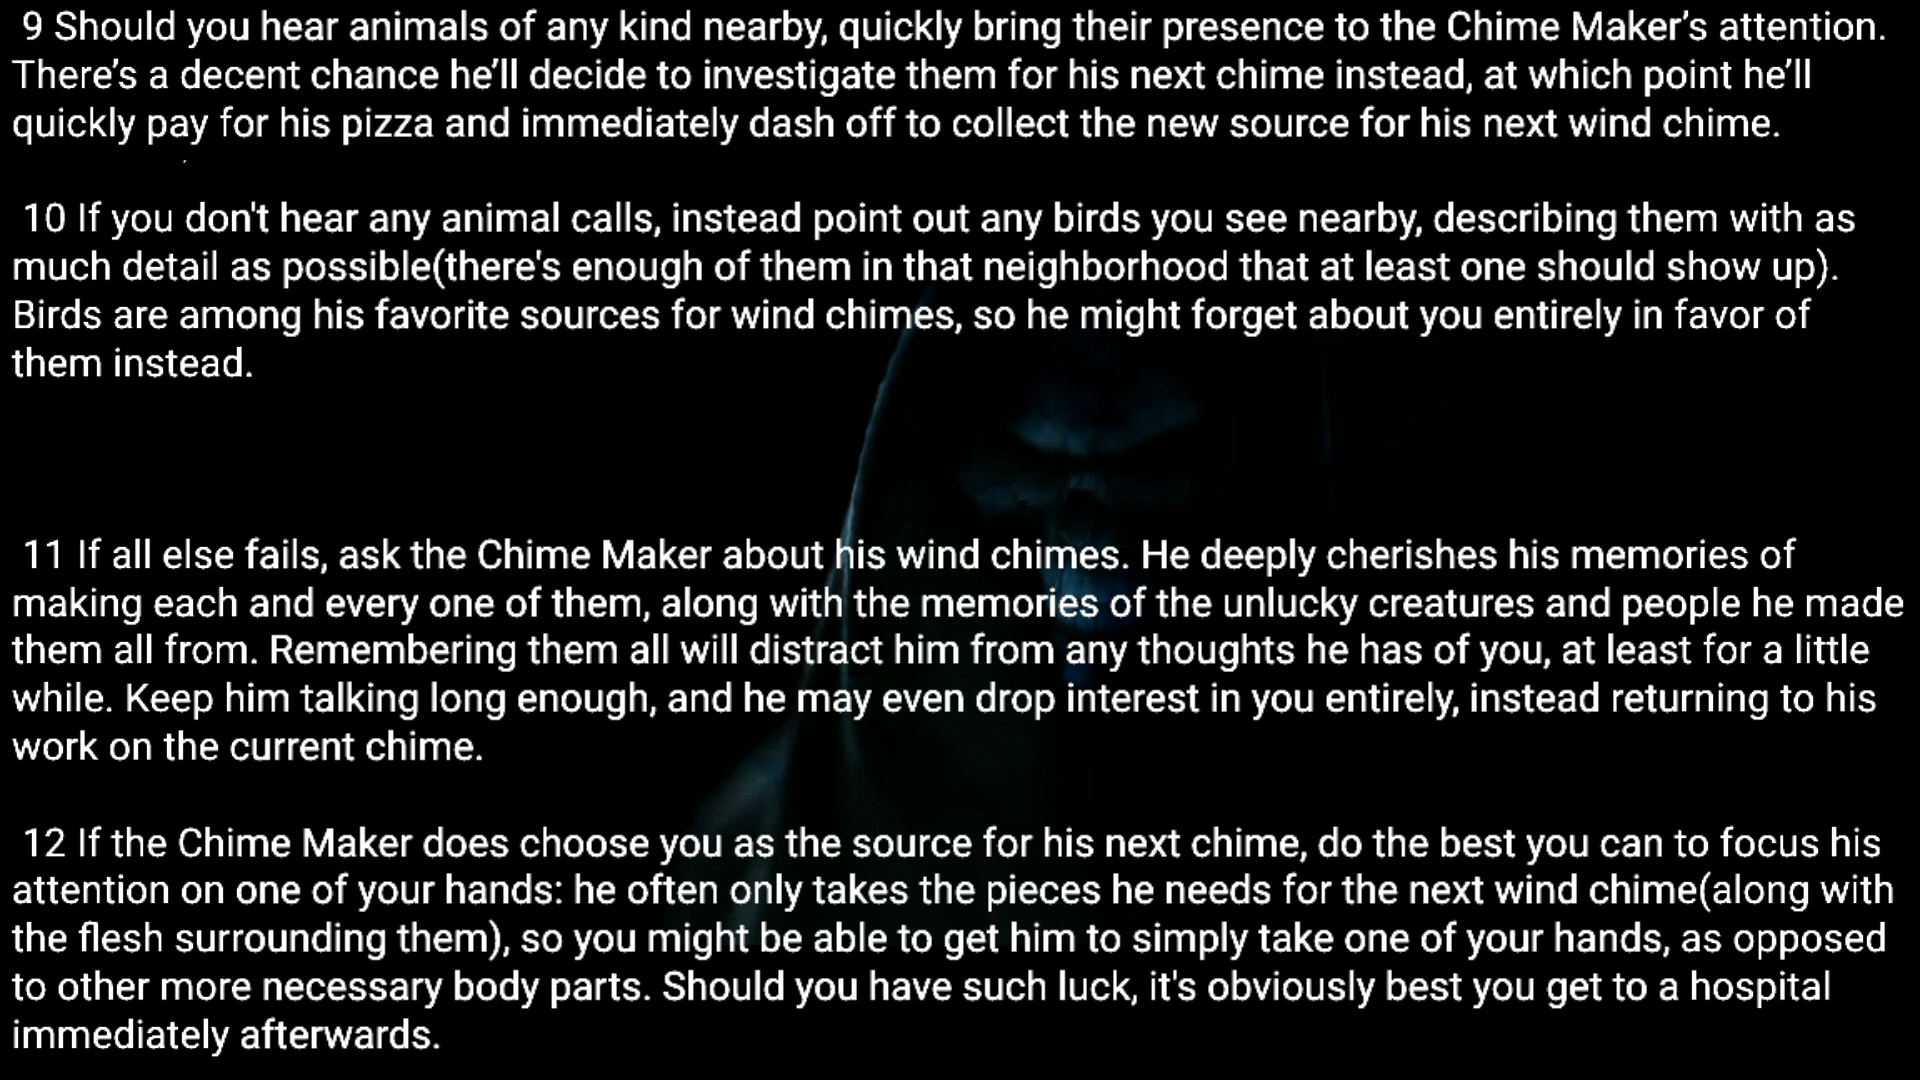 9 Should you hear animals of any kind nearby, quickly bring their presence to the Chime Maker’s attention.
There’s a decent chance he’ll decide to investigate them for his next chime instead, at which point he’ll
quickly pay for his pizza and immediately dash off to collect the new source for his next wind chime.
10 If you don't hear any animal calls, instead point out any birds you see nearby, describing them with as
much detail as possible(there's enough of them in that neighborhood that at least one should show up).
Birds are among his favorite sources for wind chimes, so he might forget about you entirely in favor of
them instead.
11 If all else fails, ask the Chime Maker about his wind chimes. He deeply cherishes his memories of
making each and every one of them, along with the memories of the unlucky creatures and people he made
them all from. Remembering them all will distract him from any thoughts he has of you, at least for a little
while. Keep him talking long enough, and he may even drop interest in you entirely, instead returning to his
work on the current chime.
12 If the Chime Maker does choose you as the source for his next chime, do the best you can to focus his
attention on one of your hands: he often only takes the pieces he needs for the next wind chime(along with
the flesh surrounding them), so you might be able to get him to simply take one of your hands, as opposed
to other more necessary body parts. Should you have such luck, it's obviously best you get to a hospital
immediately afterwards.